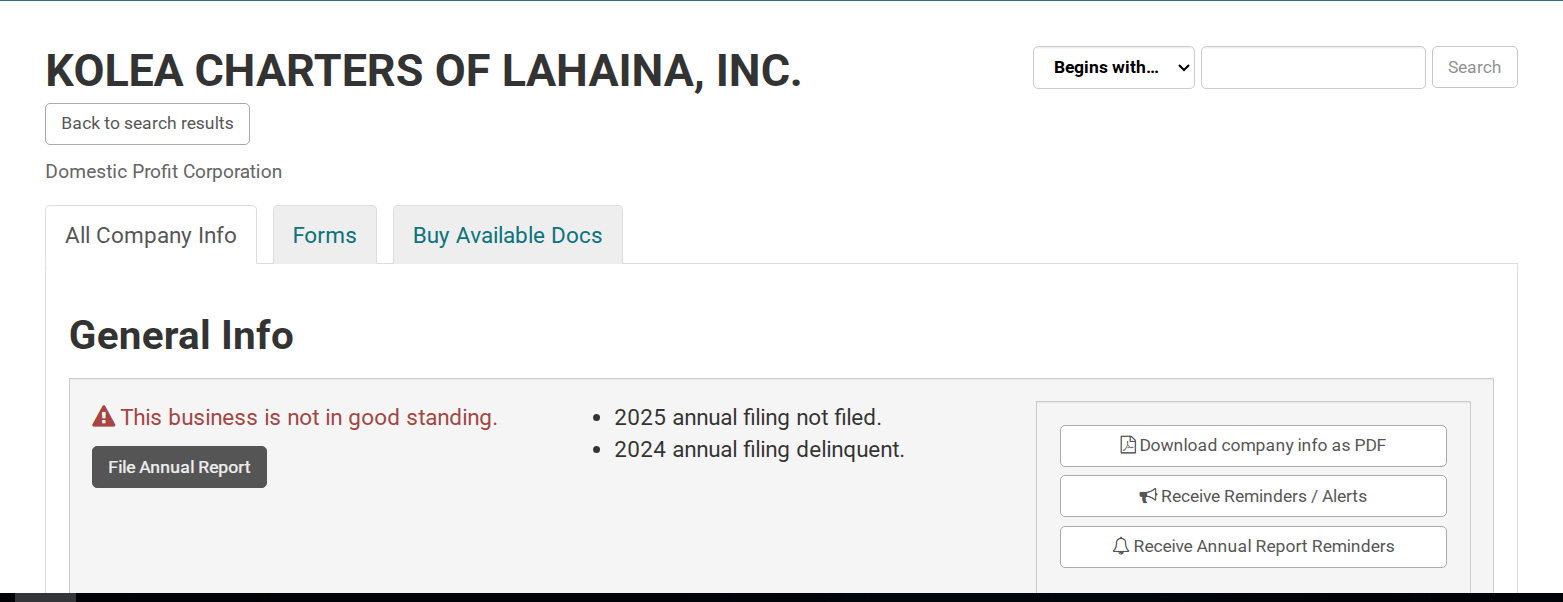 KOLEA CHARTERS OF LAHAINA, INC.
Begins with...
Search
Back to search results
Domestic Profit Corporation
All Company Info
Forms
Buy Available Docs
General Info
This business is not in good standing.
File Annual Report
• 2025 annual filing not filed.
• 2024 annual filing delinquent.
Download company info as PDF
Receive Reminders / Alerts
Receive Annual Report Reminders